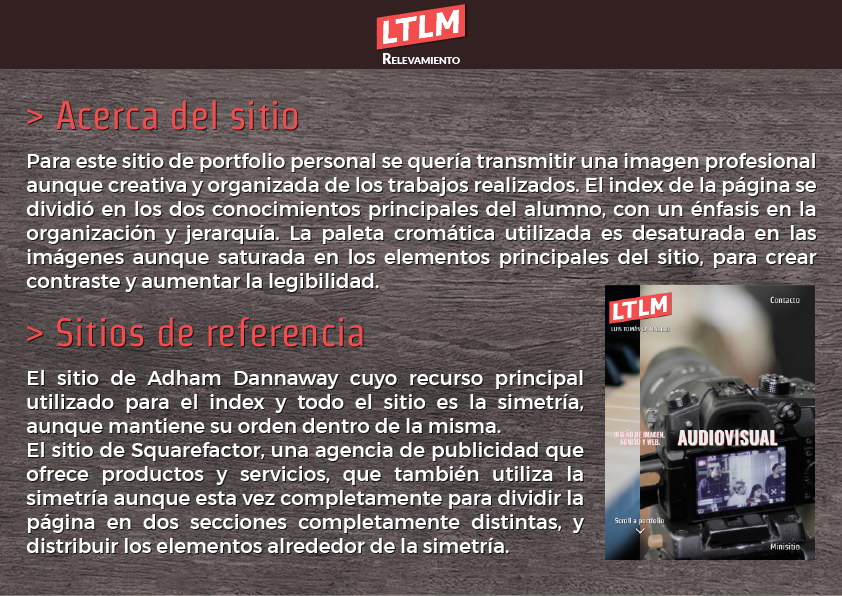 LTLM
RELEVAMIENTO
> Acerca del sitio
Para este sitio de portfolio personal se quería transmitir una imagen profesional
aunque creativa y organizada de los trabajos realizados. El index de la página se
dividió en los dos conocimientos principales del alumno, con un énfasis en la
organización y jerarquía. La paleta cromática utilizada es desaturada en las
imágenes aunque saturada en los elementos principales del sitio, para crear
contraste y aumentar la legibilidad.
> Sitios de referencia
El sitio de Adham Dannaway cuyo recurso principal
utilizado para el index y todo el sitio es la simetría,
aunque mantiene su orden dentro de la misma.
El sitio de Squarefactor, una agencia de publicidad que
ofrece productos y servicios, que también utiliza la
simetría aunque esta vez completamente para dividir la
página en dos secciones completamente distintas, y
distribuir los elementos alrededor de la simetría.
LTLM
Contacto
LUIS TOMÁS
DISEÑO DE IMAGEN,
SONIDO Y WEB.
AUDIOVISUAL
Scroll a portfolio
Minisitio